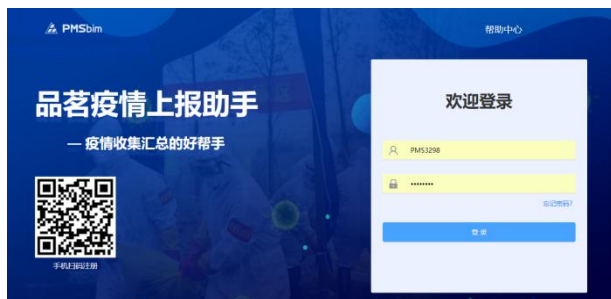 PMSbim
帮助中心
品茗疫情上报助手
— 疫情收集汇总的好帮手
手机扫码注册
欢迎登录
PMS3298
••••••••
忘记密码?
登录